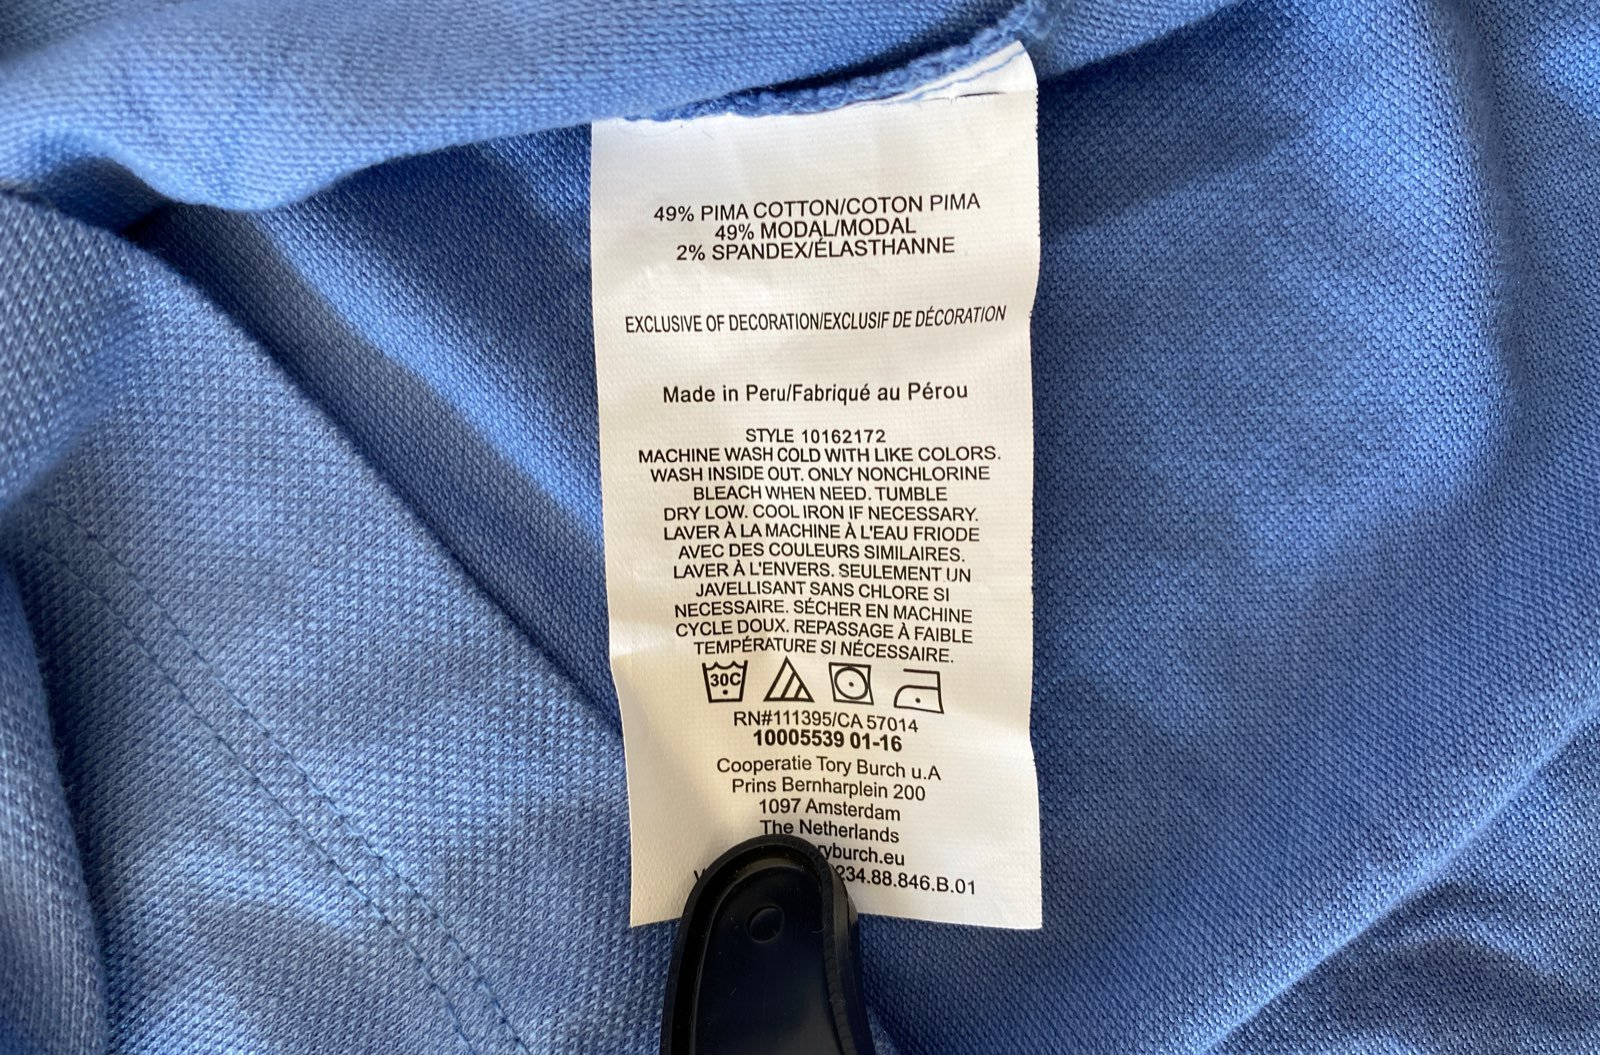 49% PIMA COTTON/COTON PIMA
49% MODAL/MODAL
2% SPANDEX/ÉLASTHANNE
EXCLUSIVE OF DECORATION/EXCLUSIF DE DÉCORATION
Made in Peru/Fabriqué au Pérou
STYLE 10162172
MACHINE WASH COLD WITH LIKE COLORS.
WASH INSIDE OUT. ONLY NONCHLORINE
BLEACH WHEN NEED. TUMBLE
DRY LOW. COOL IRON IF NECESSARY.
LAVER À LA MACHINE À L'EAU FRIODE
AVEC DES COULEURS SIMILAIRES.
LAVER À L'ENVERS. SEULEMENT UN
JAVELLISANT SANS CHLORE SI
NECESSAIRE. SÉCHER EN MACHINE
CYCLE DOUX. REPASSAGE À FAIBLE
TEMPÉRATURE SI NÉCESSAIRE.
30C
RN#111395/CA 57014
10005539 01-16
Cooperatie Tory Burch u.A
Prins Bernharplein 200
1097 Amsterdam
The Netherlands
ryburch.eu
234.88.846.B.01